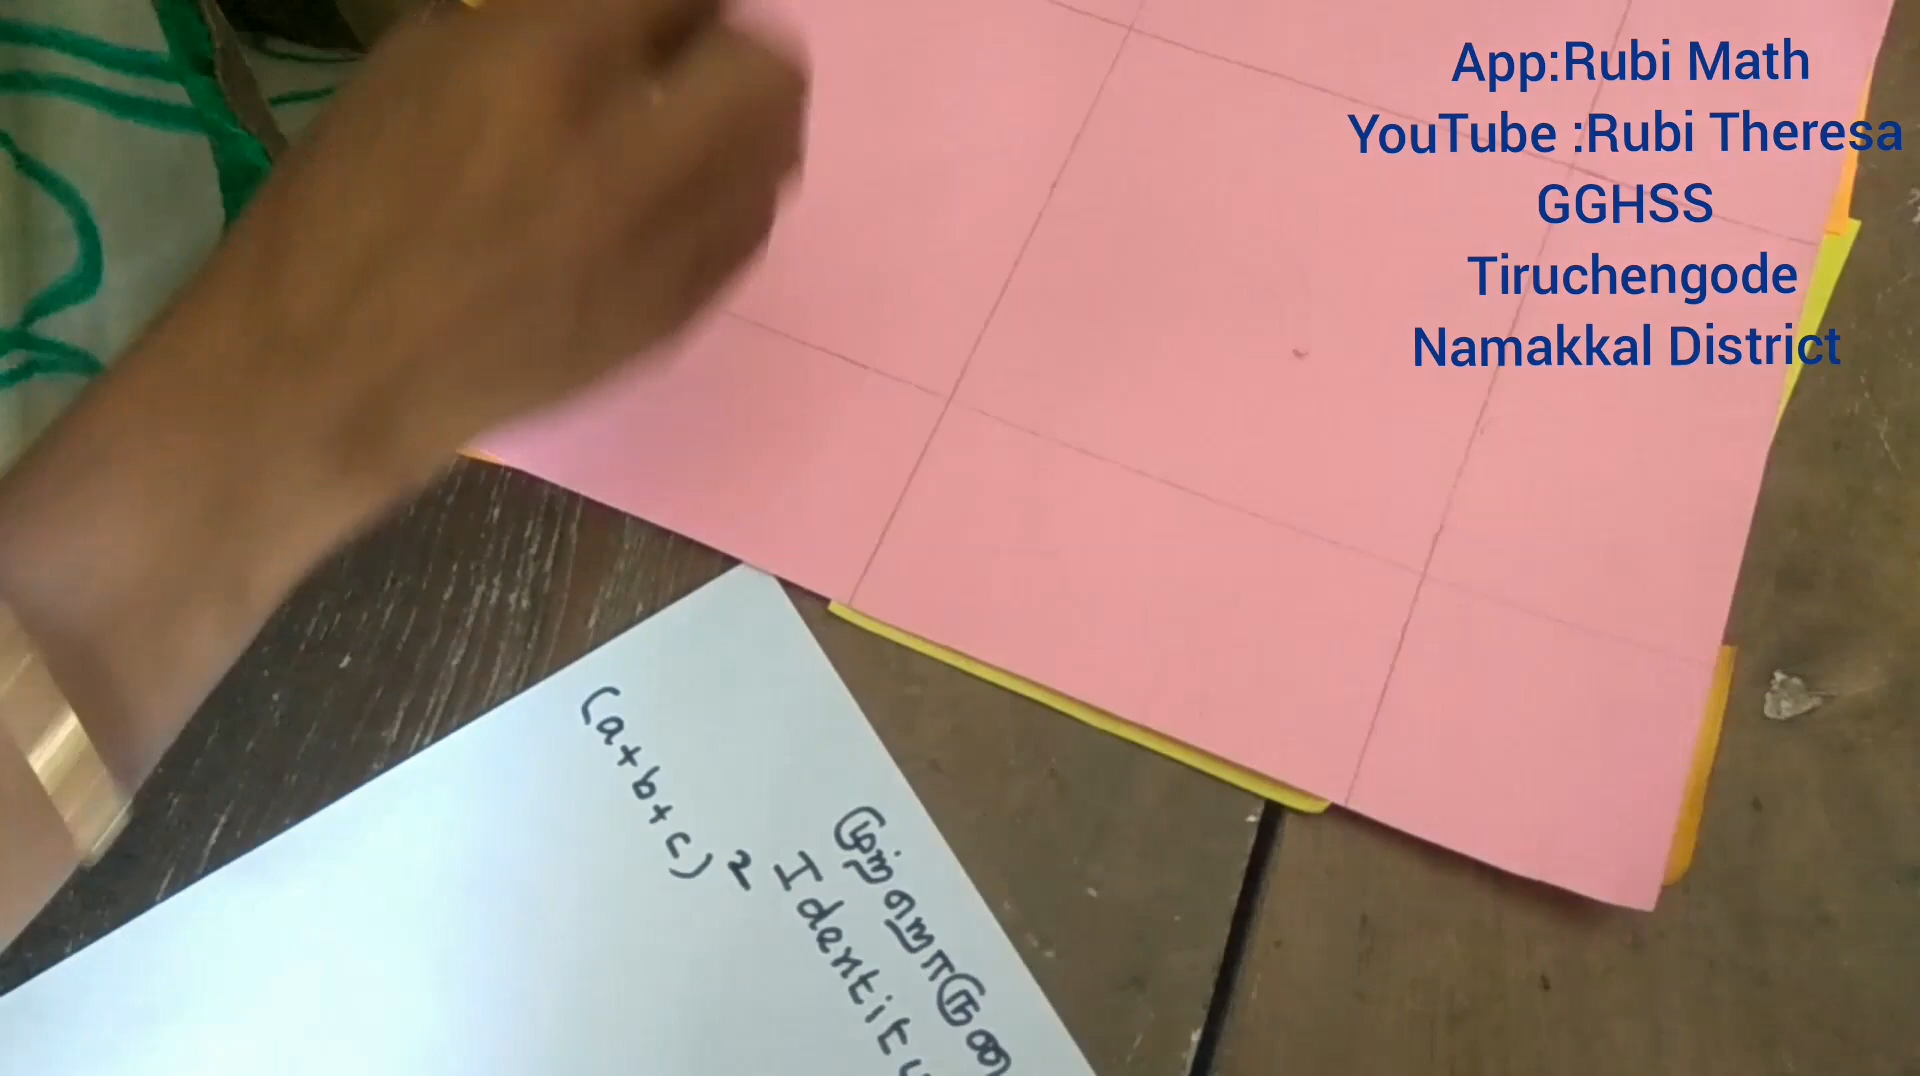 App:Rubi Math
YouTube :Rubi Theresa
GGHSS
Tiruchengode
Namakkal District
Identity
(a+b+c)²